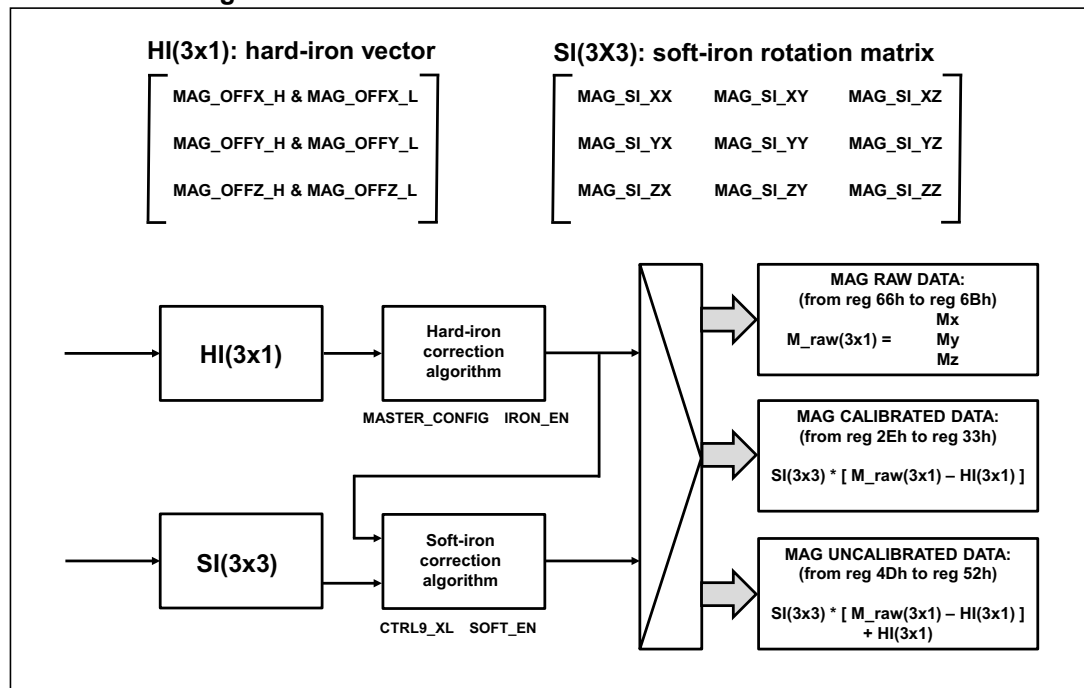 HI(3x1): hard-iron vector
MAG_OFFX_H & MAG_OFFX_L
MAG_OFFY_H & MAG_OFFY_L
MAG_OFFZ_H & MAG_OFFZ_L
SI(3X3): soft-iron rotation matrix
MAG_SI_XX MAG_SI_XY MAG_SI_XZ
MAG_SI_YX MAG_SI_YY MAG_SI_YZ
MAG_SI_ZX MAG_SI_ZY MAG_SI_ZZ
HI(3x1)
Hard-iron
correction
algorithm
MASTER_CONFIG IRON_EN
SI(3x3)
Soft-iron
correction
algorithm
CTRL9_XL SOFT_EN
MAG RAW DATA:
(from reg 66h to reg 6Bh)
Mx
M_raw(3x1) = My
Mz
MAG CALIBRATED DATA:
(from reg 2Eh to reg 33h)
SI(3x3) * [ M_raw(3x1) – HI(3x1) ]
MAG UNCALIBRATED DATA:
(from reg 4Dh to reg 52h)
SI(3x3) * [ M_raw(3x1) – HI(3x1) ]
+ HI(3x1)